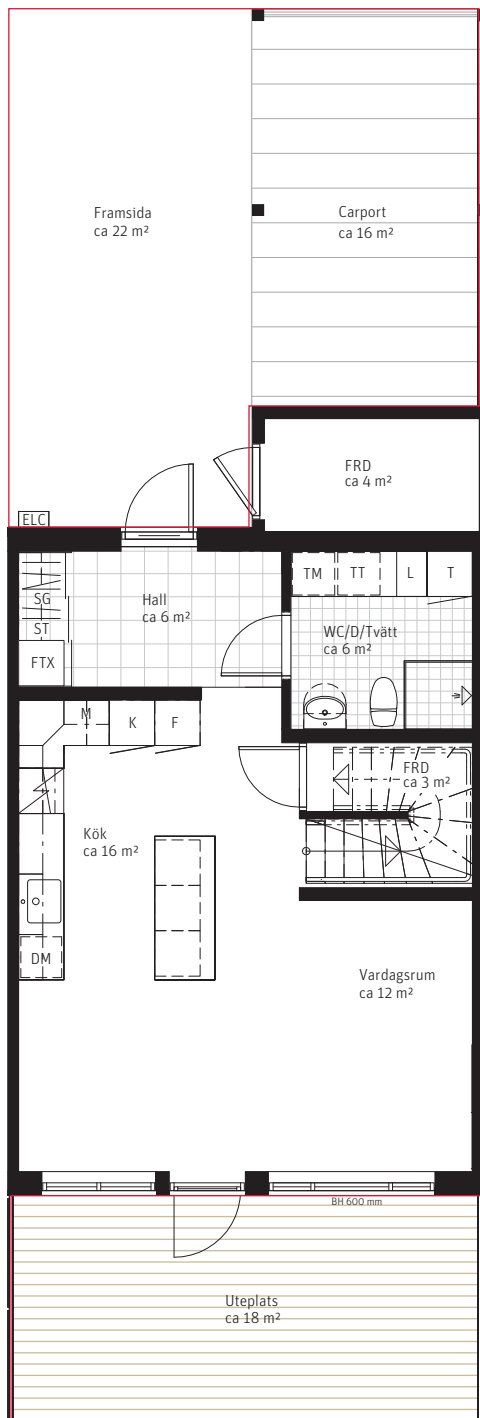 Framsida
ca 22 m²
Carport
ca 16 m²
FRD
ca 4 m²
ELC
SG
ST
FTX
Hall
ca 6 m²
TM
TT
L
T
WC/D/Tvätt
ca 6 m²
M
K
F
FRD
ca 3 m²
Kök
ca 16 m²
DM
Vardagsrum
ca 12 m²
BH 600 mm
Uteplats
ca 18 m²